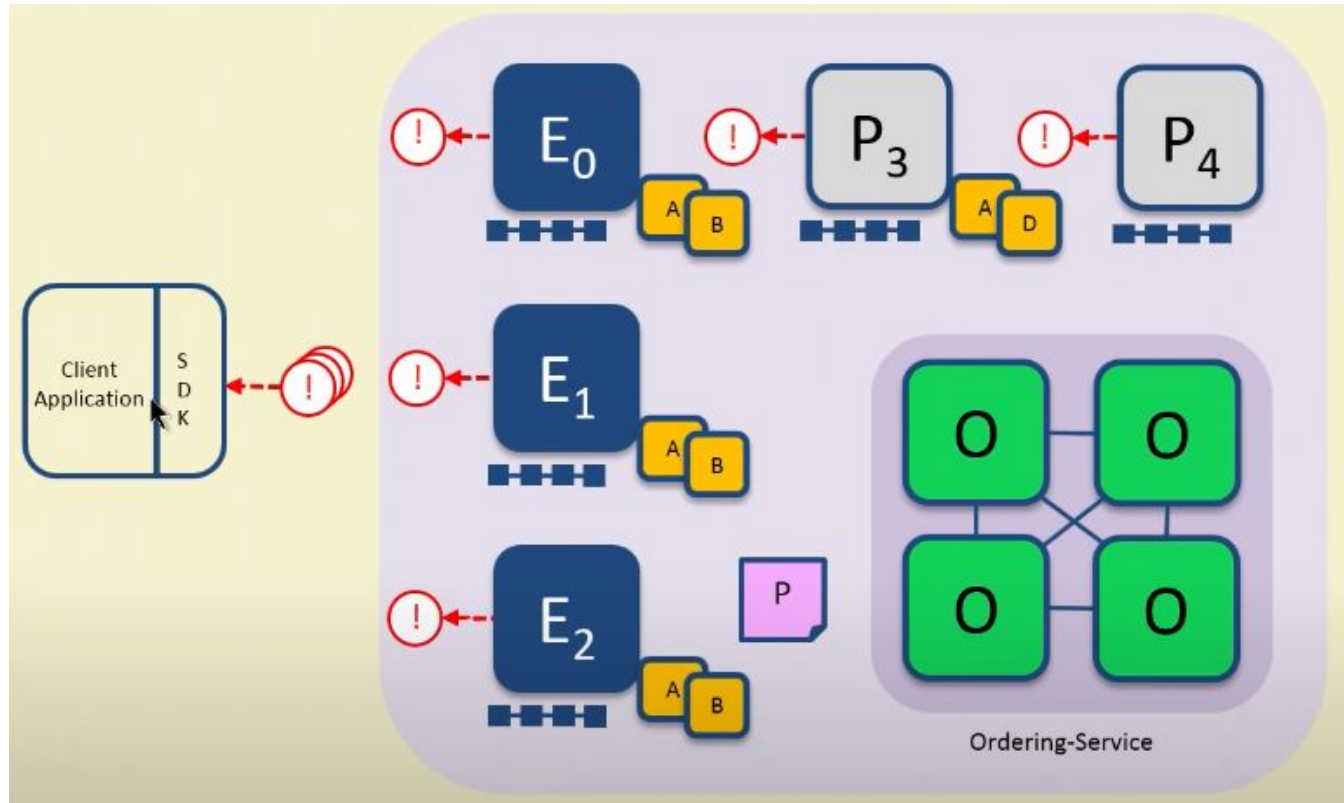 !
E0
A
B
!
P3
A
D
!
P4
Client
Application
S
D
K
!
!
E1
A
B
!
E2
A
B
P
O
O
O
O
Ordering-Service